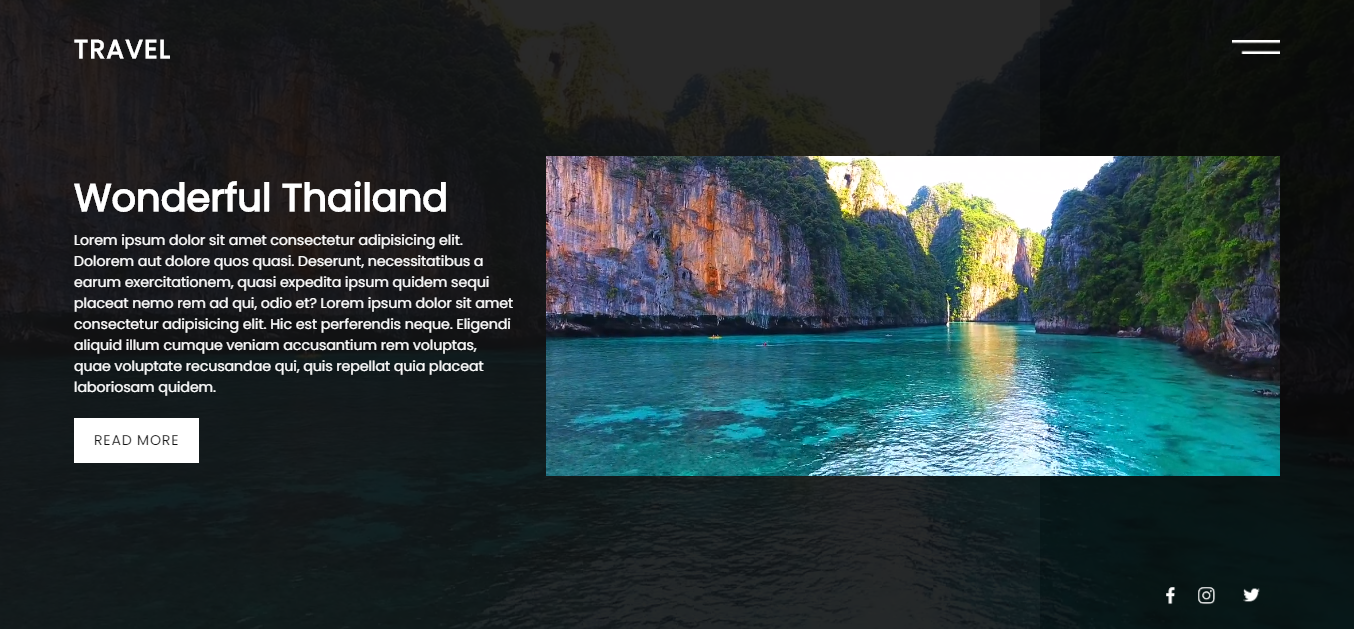 TRAVEL
Wonderful Thailand
Lorem ipsum dolor sit amet consectetur adipisicing elit.
Dolorem aut dolore quos quasi. Deserunt, necessitatibus a
earum exercitationem, quasi expedita ipsum quidem sequi
placeat nemo rem ad qui, odio et? Lorem ipsum dolor sit amet
consectetur adipisicing elit. Hic est perferendis neque. Eligendi
aliquid illum cumque veniam accusantium rem voluptas,
quae voluptate recusandae qui, quis repellat quia placeat
laboriosam quidem.
READ MORE